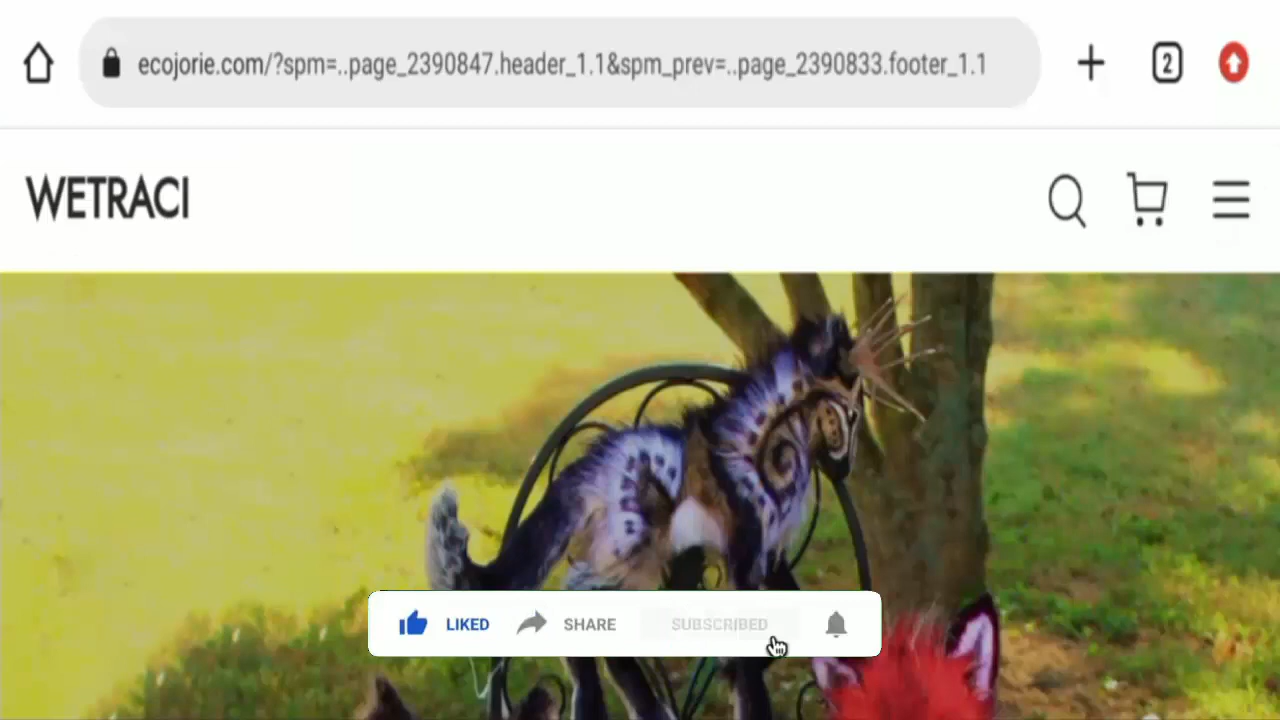 ecojorie.com/?spm=..page_2390847.header_1.1&spm_prev=..page_2390833.footer_1.1
2
WETRACI
LIKED SHARE SUBSCRIBED